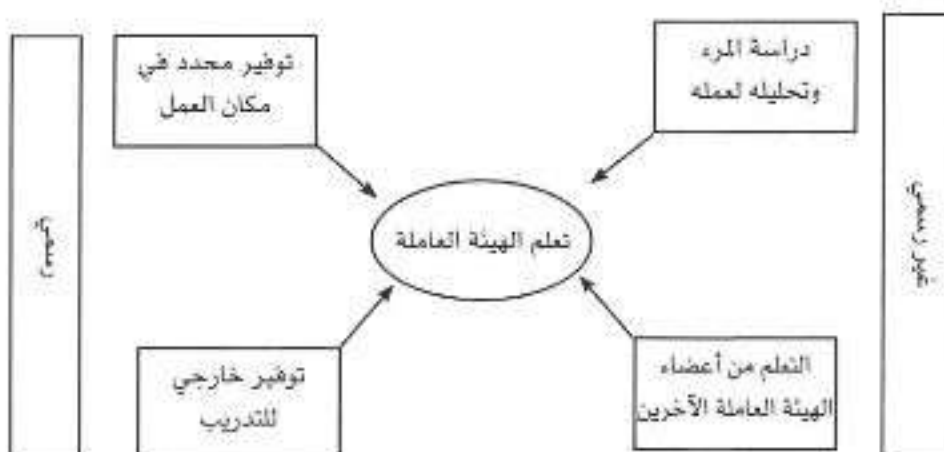 غير رسمي
دراسة المرء
وتحليله لعمله
توفير محدد في
مكان العمل
رسمي
تعلم الهيئة العاملة
التعلم من أعضاء
الهيئة العاملة الآخرين
توفير خارجي
للتدريب